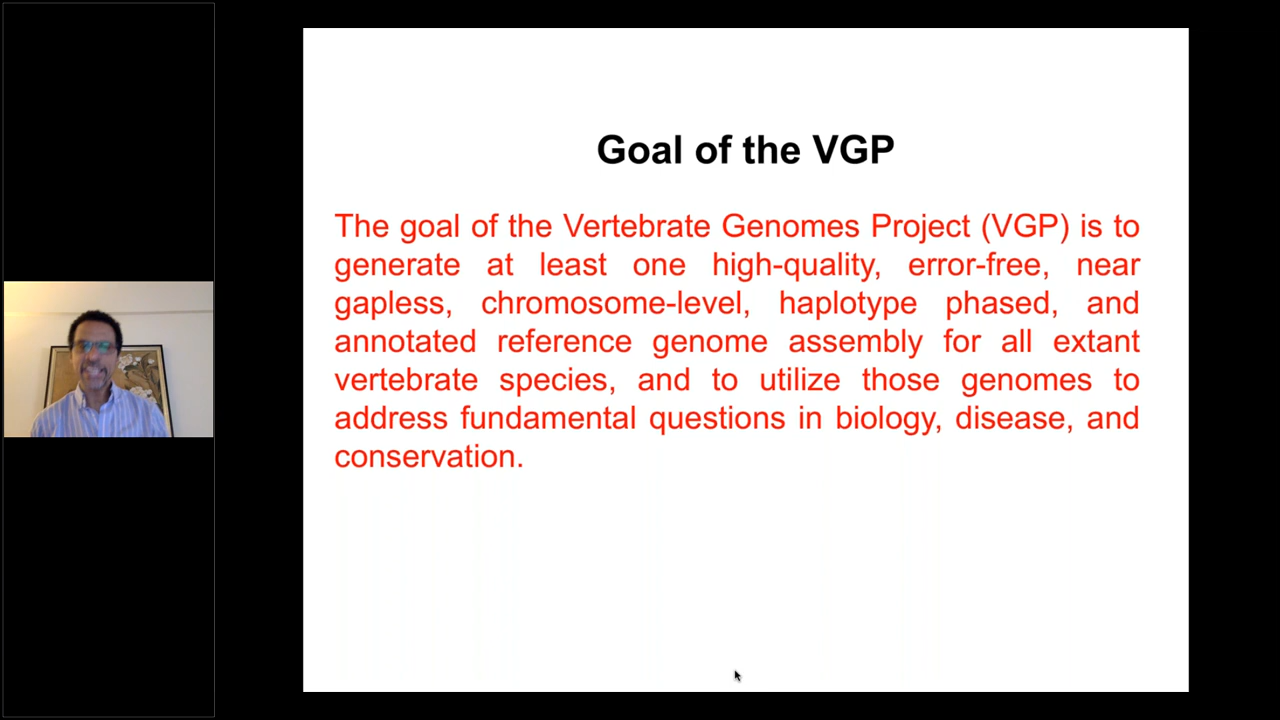 Goal of the VGP
The goal of the Vertebrate Genomes Project (VGP) is to
generate at least one high-quality, error-free, near
gapless, chromosome-level, haplotype phased, and
annotated reference genome assembly for all extant
vertebrate species, and to utilize those genomes to
address fundamental questions in biology, disease, and
conservation.